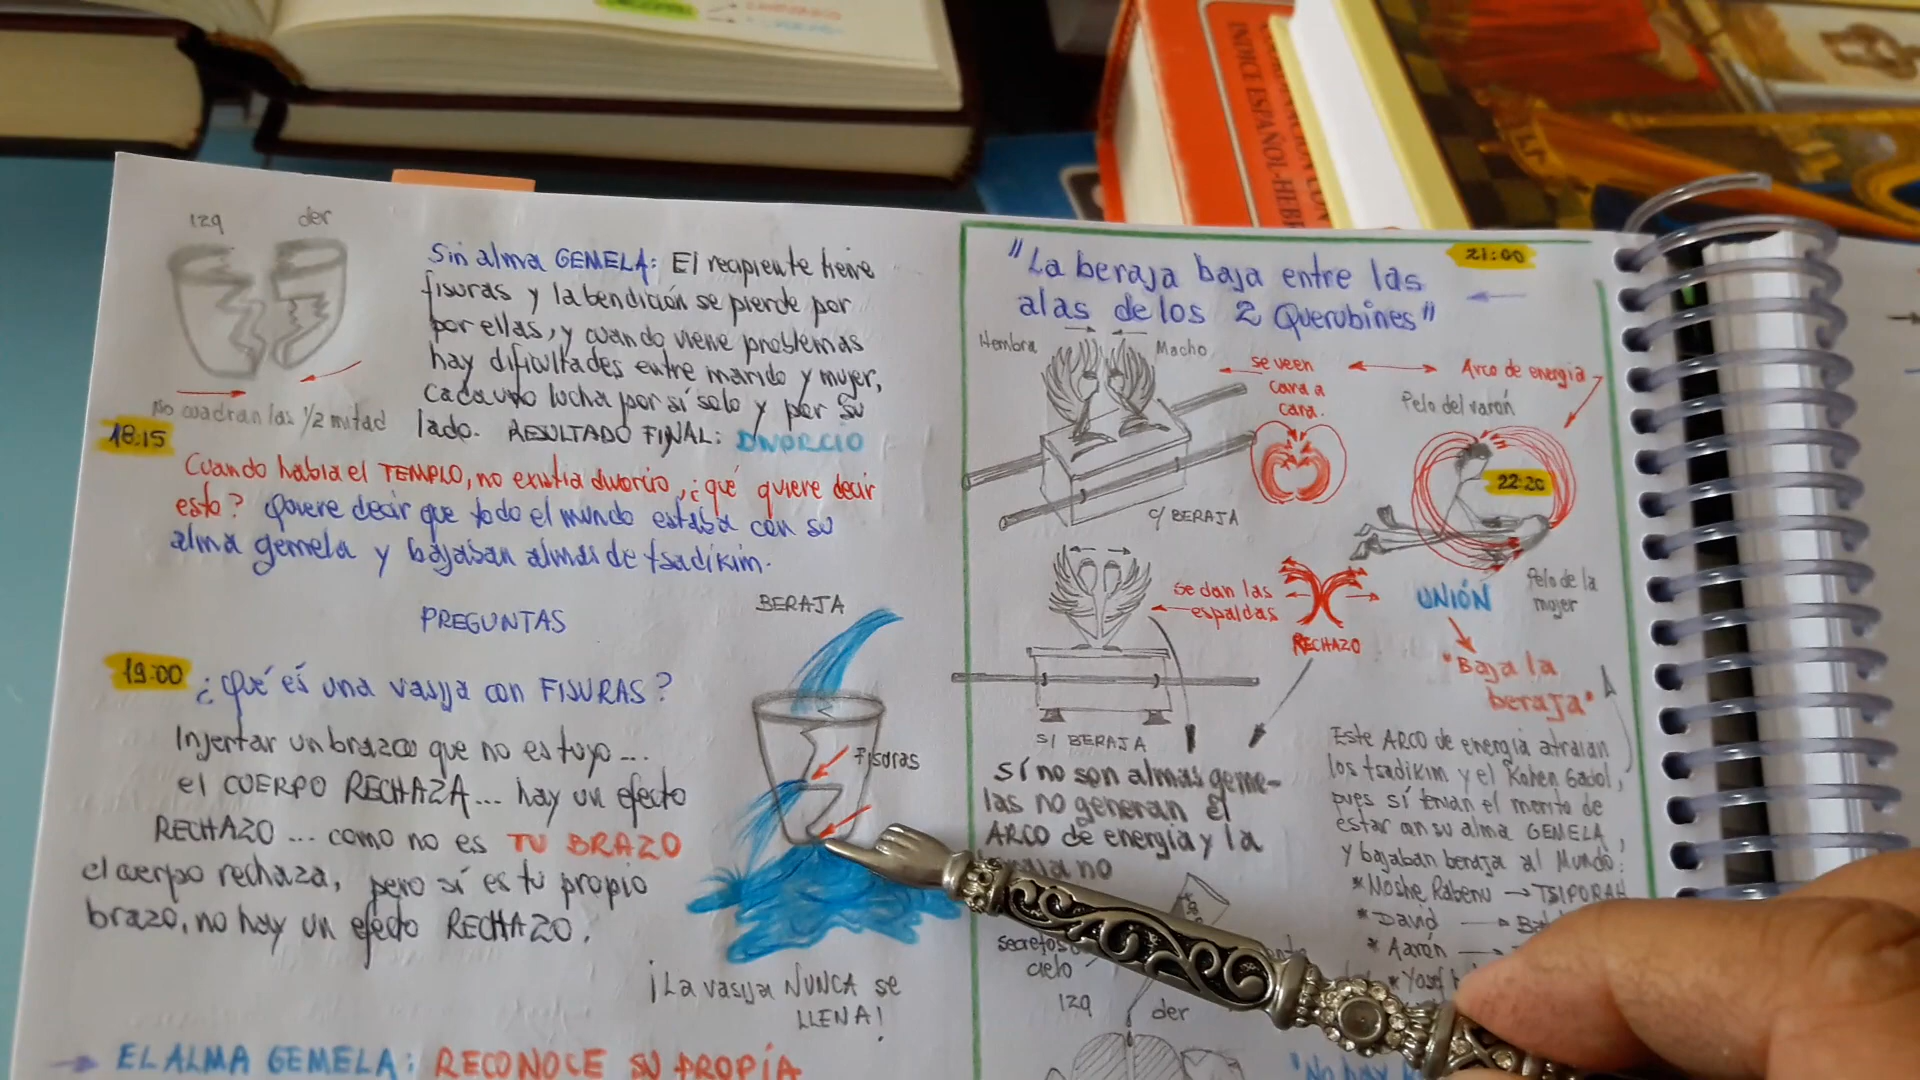 izq
der
Sin alma GEMELA: El recipiente tiene
fisuras y la bendición se pierde por
por ellas, y cuando viene problemas
hay dificultades entre marido y mujer,
cada uno lucha por sí solo y por su
lado. RESULTADO FINAL: DIVORCIO
No cuadran las 1/2 mitad
18:15
Cuando había el TEMPLO, no existía divorcio, ¿qué quiere decir
esto? Quiere decir que todo el mundo estaba con su
alma gemela y bajaban almas de tsadikim.
PREGUNTAS
BERAJA
19:00
¿Qué es una vasija con FISURAS?
Injertar un brazo que no es tuyo...
el CUERPO RECHAZA... hay un efecto
RECHAZO... como no es TU BRAZO
el cuerpo rechaza, pero sí es tu propio
brazo, no hay un efecto RECHAZO.
Fisuras
¡La vasija NUNCA se
LLENA!
EL ALMA GEMELA: RECONOCE SU PROPÍA
"La beraja baja entre las
alas de los 2 Querubines"
21:00
Hembra
Macho
se veen
cara a
cara.
Arco de energía
Pelo del varón
22:20
C/ BERAJA
Se dan las
espaldas
RECHAZO
UNIÓN
Pelo de la
mujer
"Baja la
beraja"
S/ BERAJA
Sí no son almas geme-
las no generan el
ARCO de energía y la
no
Este ARCO de energía atraían
los tsadikim y el Kohen Gadol,
pues sí tenían el merito de
estar con su alma GEMELA,
y bajaban beraja al Mundo:
*Moshe Rabenu → TSIPORAH
*David →
*Aarón →
secretos
cielo
izq
der
"No hay
INDICE ESPAÑOL-HEB